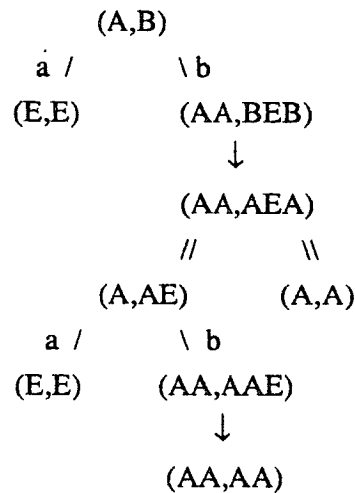 (A,B)
a / \ b
(E,E) (AA,BEB)
↓
(AA,AEA)
// \\
(A,AE) (A,A)
a / \ b
(E,E) (AA,AAE)
↓
(AA,AA)